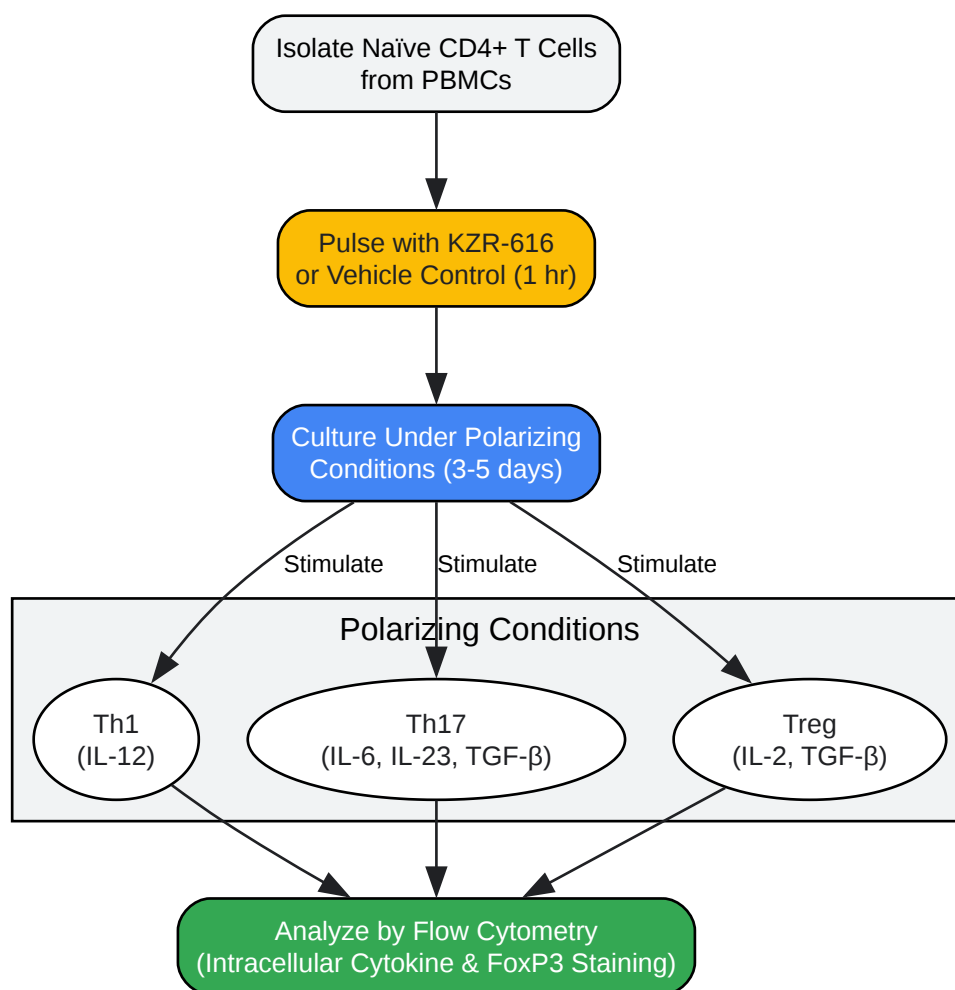 Isolate Naïve CD4+ T Cells
from PBMCs
Pulse with KZR-616
or Vehicle Control (1 hr)
Culture Under Polarizing
Conditions (3-5 days)
Stimulate
Stimulate
Stimulate
Polarizing Conditions
Th1
(IL-12)
Th17
(IL-6, IL-23, TGF-β)
Treg
(IL-2, TGF-β)
Analyze by Flow Cytometry
(Intracellular Cytokine & FoxP3 Staining)